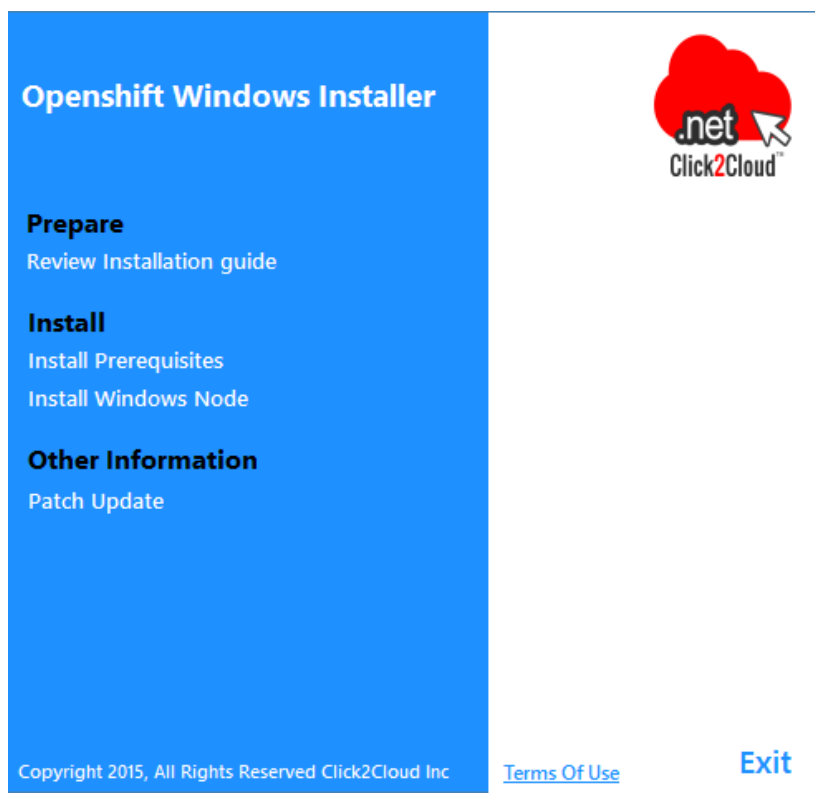 Openshift Windows Installer
.net
Click2Cloud™
Prepare
Review Installation guide
Install
Install Prerequisites
Install Windows Node
Other Information
Patch Update
Copyright 2015, All Rights Reserved Click2Cloud Inc
Terms Of Use
Exit